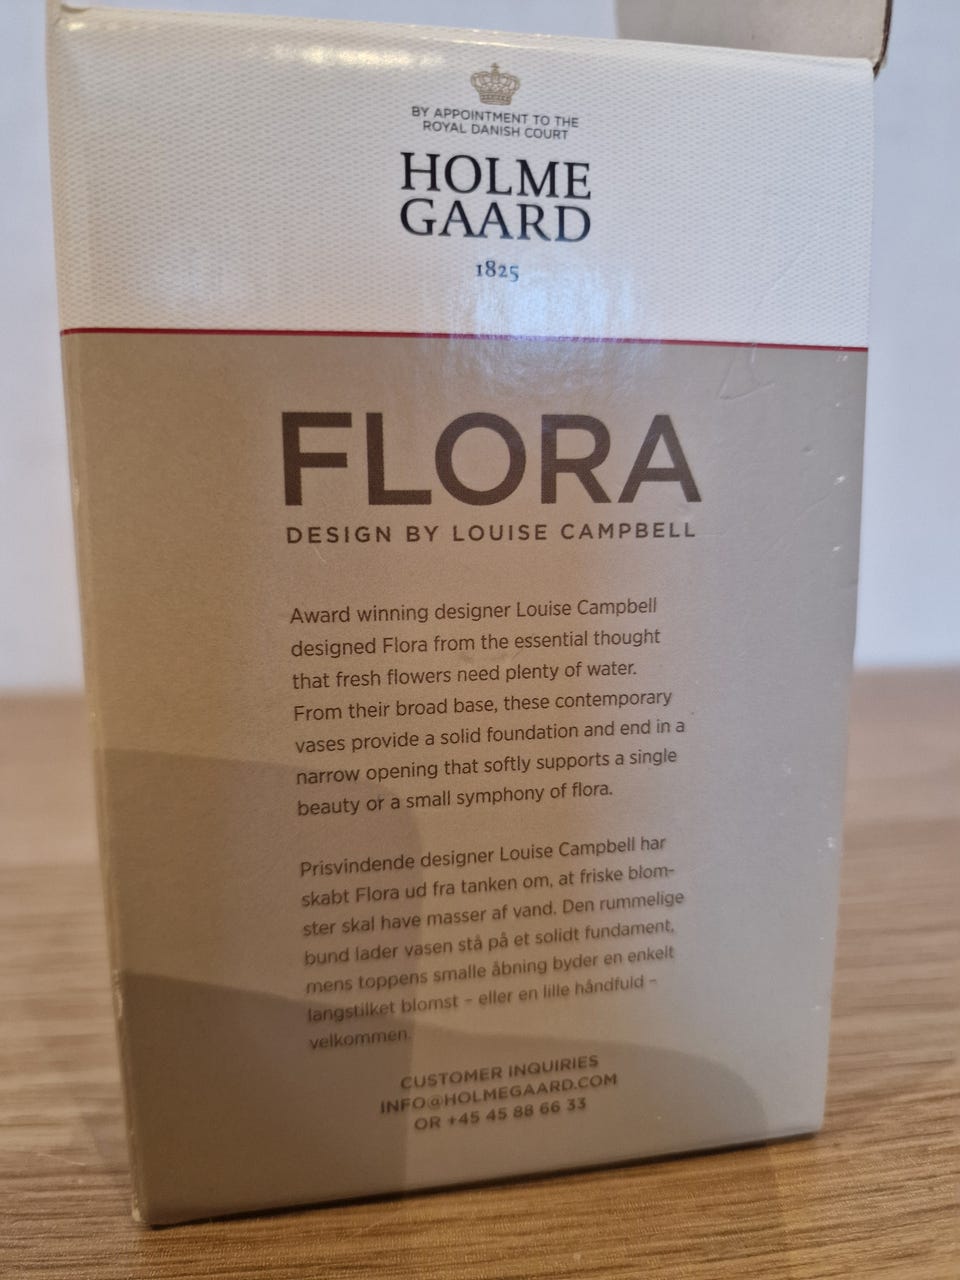 BY APPOINTMENT TO THE
ROYAL DANISH COURT
HOLME
GAARD
1825
FLORA
DESIGN BY LOUISE CAMPBELL
Award winning designer Louise Campbell
designed Flora from the essential thought
that fresh flowers need plenty of water.
From their broad base, these contemporary
vases provide a solid foundation and end in a
narrow opening that softly supports a single
beauty or a small symphony of flora.
Prisvindende designer Louise Campbell har
skabt Flora ud fra tanken om, at friske blom-
ster skal have masser af vand. Den rummelige
bund lader vasen stå på et solidt fundament,
mens toppens smalle åbning byder en enkelt
langstilket blomst – eller en lille håndfuld –
velkommen.
CUSTOMER INQUIRIES
INFO@HOLMEGAARD.COM
OR +45 45 88 66 33